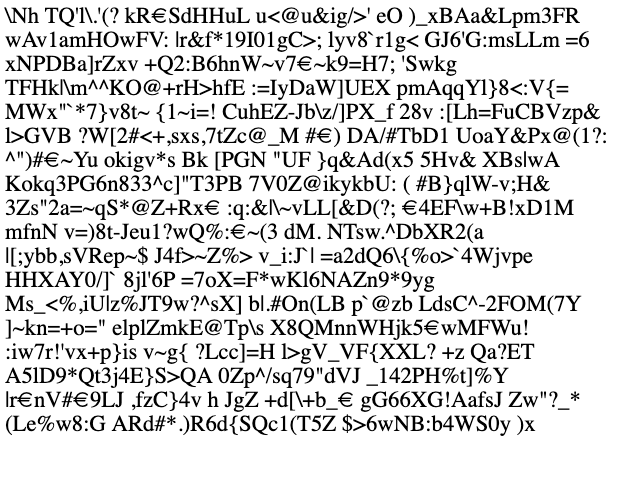 \Nh TQ'l\.'(? kR€SdHHuL u<@u&ig/>' eO )_xBAa&Lpm3FR
wAv1amHOwFV: lr&f*19I01gC>; lyv8`r1g< GJ6'G:msLLm =6
xNPDBa]rZxv +Q2:B6hnW~v7€~k9=H7; 'Swkg
TFHk|\m^^KO@+rH>hfE :=IyDaW]UEX pmAqqYl}8<:V{=
MWx"`*7}v8t~ {1~i=! CuhEZ-Jb\z/]PX_f 28v :[Lh=FuCBVzp&
l>GVB ?W[2#<+,sxs,7tZc@_M #€) DA/#TbD1 UoaY&Px@(1?:
^")#€~Yu okigv*s Bk [PGN "UF }q&Ad(x5 5Hv& XBs|wA
Kokq3PG6n833^c]"T3PB 7V0Z@ikykbU: ( #B}qlW-v;H&
3Zs"2a=~qS*@Z+Rx€ :q:&|\~vLL[&D(?; €4EF\w+B!xD1M
mfnN v=)8t-Jeu1?wQ%:€~(3 dM. NTsw.^DbXR2(a
|[;ybb,sVRep~$ J4f>~Z%> v_i:J`| =a2dQ6\{%o>`4Wjvpe
HHXAY0/]` 8jl'6P =7oX=F*wKl6NAZn9*9yg
Ms_<%,iU|z%JT9w?^sX] b|.#On(LB p`@zb LdsC^-2FOM(7Y
]~kn=+o=" elplZmkE@Tp\s X8QMnnWHjk5€wMFWu!
:iw7r!'vx+p}is v~g{ ?Lcc]=H l>gV_VF{XXL? +z Qa?ET
A5lD9*Qt3j4E}S>QA 0Zp^/sq79"dVJ _142PH%t]%Y
|r€nV#€9LJ ,fzC}4v h JgZ +d[\+b_€ gG66XG!AafsJ Zw"?_*
(Le%w8:G ARd#*.)R6d{SQc1(T5Z $>6wNB:b4WS0y )x